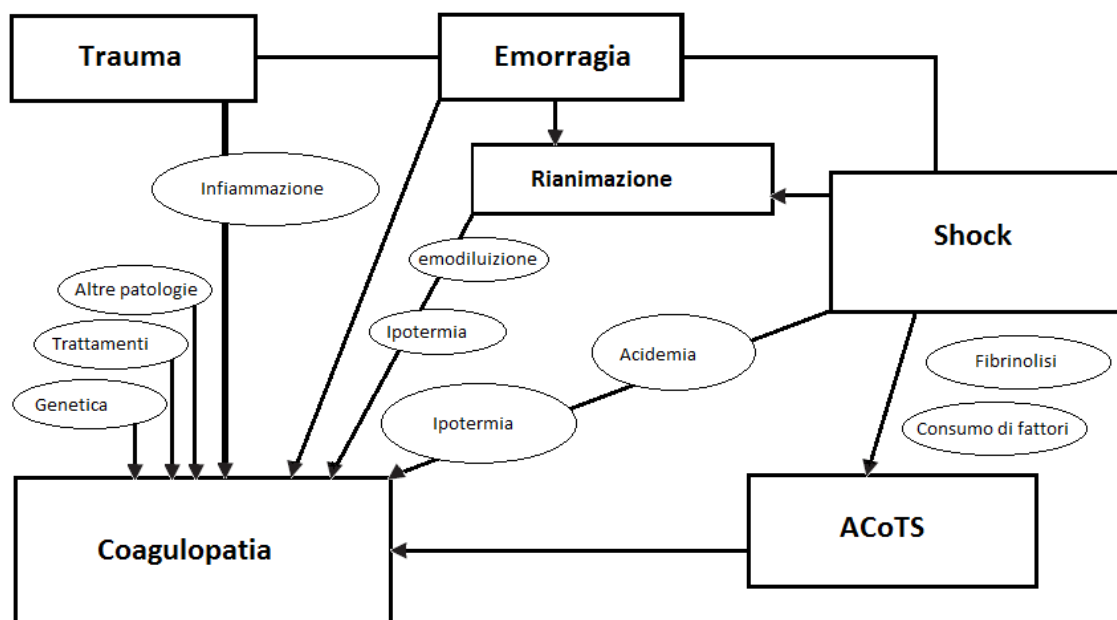 Trauma
Emorragia
Infiammazione
Rianimazione
Shock
emodiluizione
Altre patologie
Ipotermia
Trattamenti
Acidemia
Fibrinolisi
Genetica
Ipotermia
Consumo di fattori
Coagulopatia
ACoTS